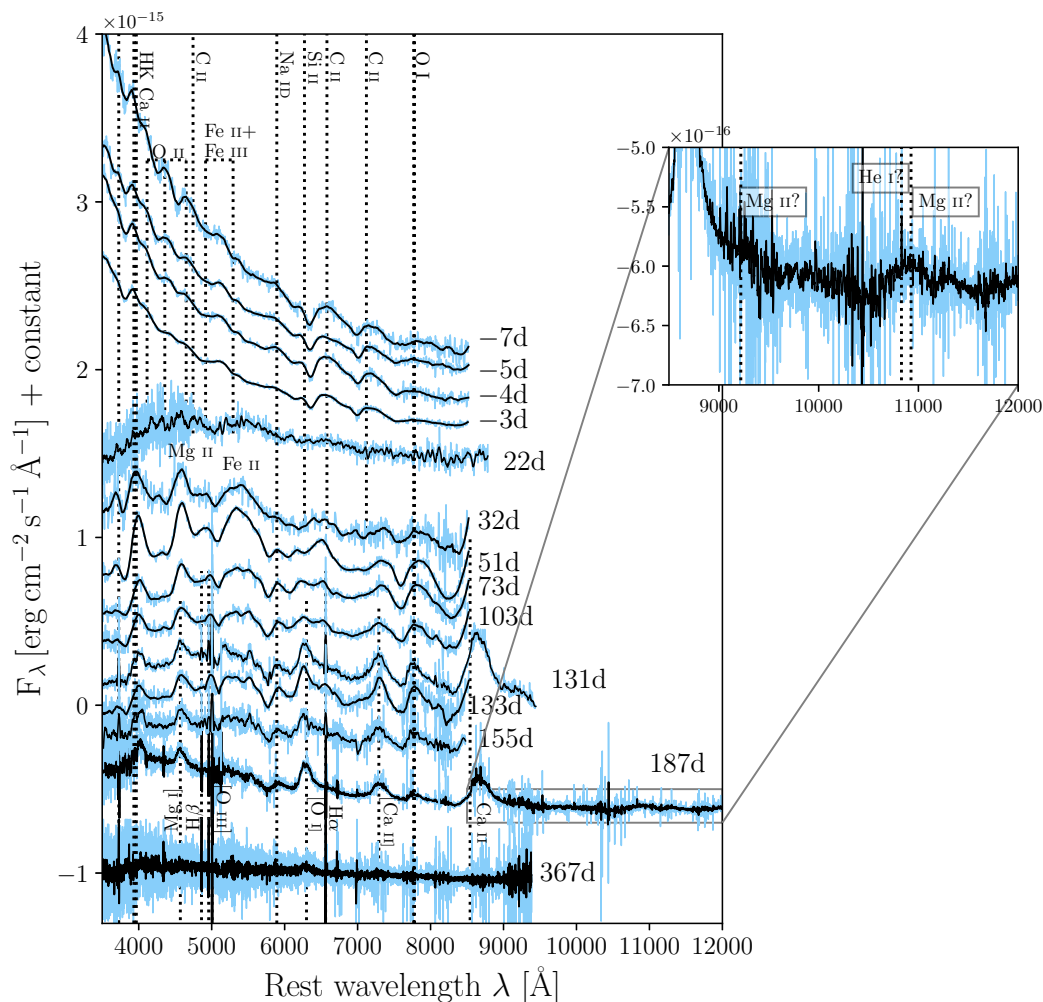 ×10⁻¹⁵
4
3
2
1
0
−1
F_λ [erg cm⁻² s⁻¹ Å⁻¹] + constant
HK Ca II
C II
Na ID
Si II
C II
C II
O I
O II
Fe II+
Fe III
−7d
−5d
−4d
−3d
22d
Mg II
Fe II
32d
51d
73d
103d
131d
133d
155d
187d
367d
Mg I]
Hβ
[O III]
[O I]
Hα
[Ca II]
Ca II
4000 5000 6000 7000 8000 9000 10000 11000 12000
Rest wavelength λ [Å]
×10⁻¹⁶
−5.0
−5.5
−6.0
−6.5
−7.0
Mg II?
He I?
Mg II?
9000 10000 11000 12000